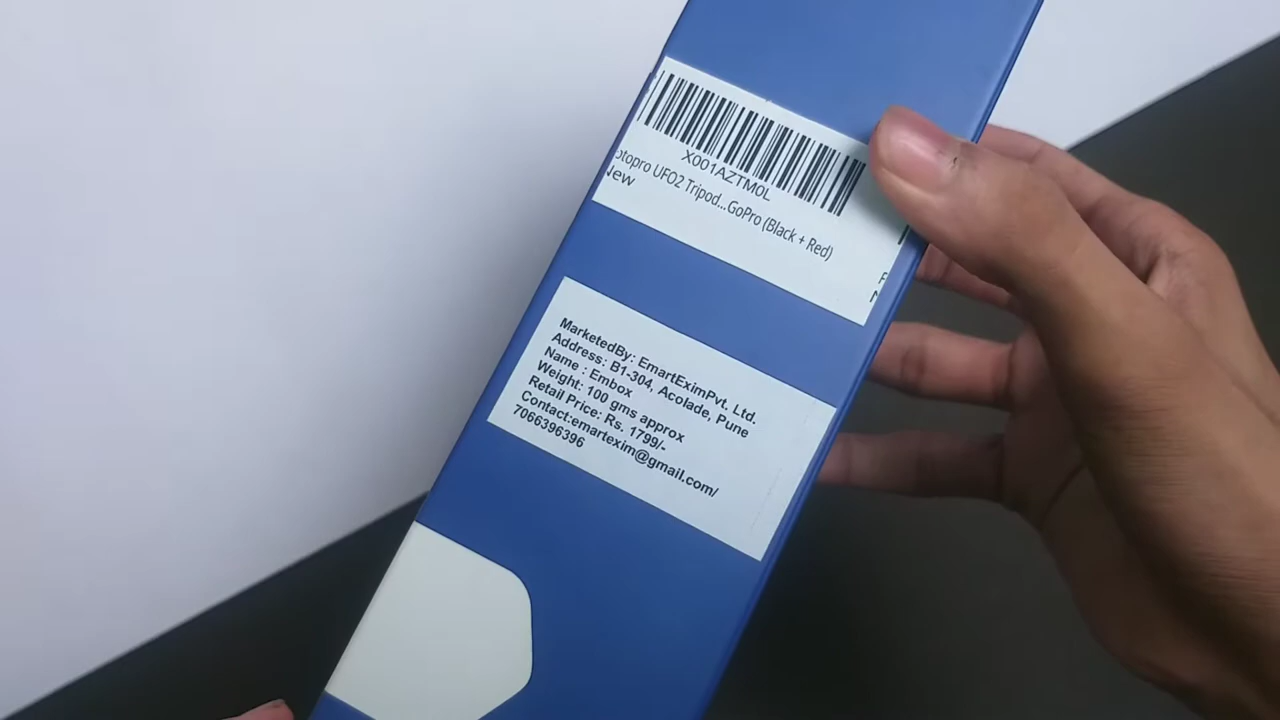 X001AZTM0L
otopro UFO2 Tripod...GoPro (Black + Red)
New
MarketedBy: EmartEximPvt. Ltd.
Address: B1-304, Acolade, Pune
Name : Embox
Weight: 100 gms approx
Retail Price: Rs. 1799/-
Contact:emartexim@gmail.com/
7066396396